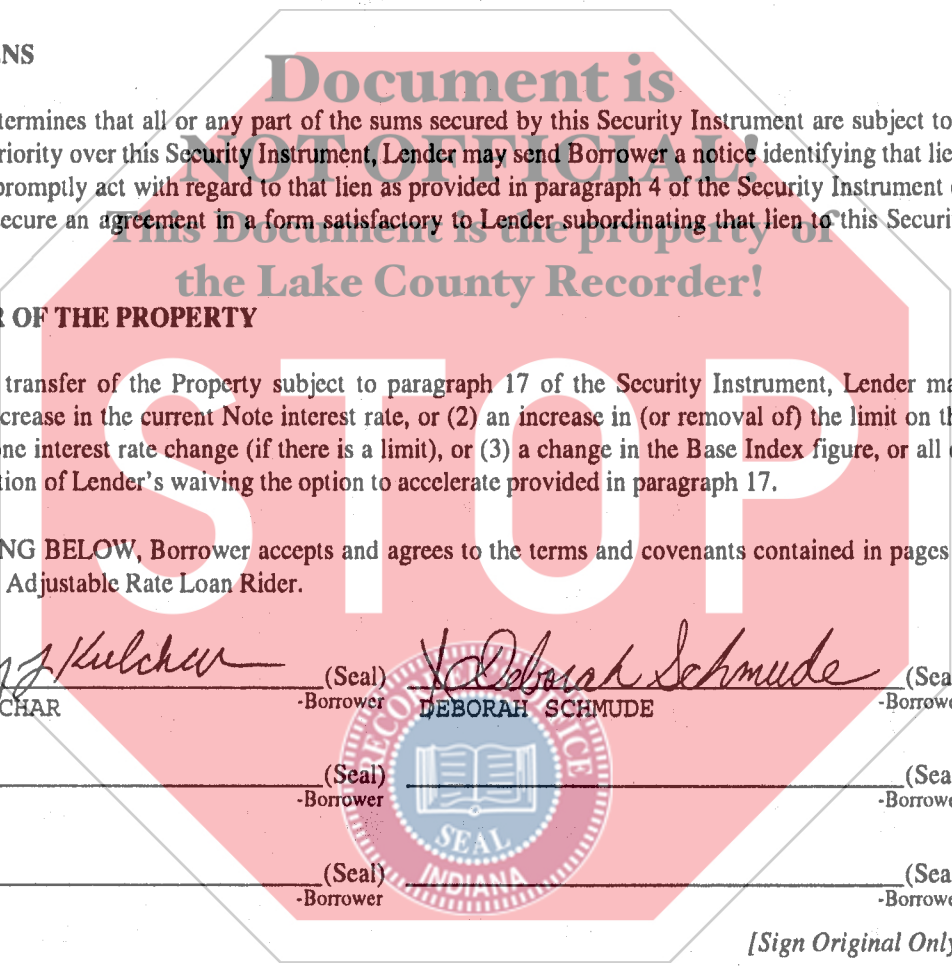 ENS
Document is
termines that all or any part of the sums secured by this Security Instrument are subject to
NOT OFFICIAL!
riority over this Security Instrument, Lender may send Borrower a notice identifying that lie
promptly act with regard to that lien as provided in paragraph 4 of the Security Instrument
ecure an agreement in a form satisfactory to Lender subordinating that lien to this Securi
This Document is the property of
the Lake County Recorder!
R OF THE PROPERTY
STOP
transfer of the Property subject to paragraph 17 of the Security Instrument, Lender ma
crease in the current Note interest rate, or (2) an increase in (or removal of) the limit on th
one interest rate change (if there is a limit), or (3) a change in the Base Index figure, or all
tion of Lender's waiving the option to accelerate provided in paragraph 17.
NG BELOW, Borrower accepts and agrees to the terms and covenants contained in pages
Adjustable Rate Loan Rider.
Kulchar (Seal) X Deborah Schmude (Sea
CHAR -Borrower DEBORAH SCHMUDE -Borrowe
RECORDER OFFICE
(Seal) (Sea
-Borrower -Borrowe
SEAL
INDIANA
(Seal) (Sea
-Borrower -Borrowe
[Sign Original Only